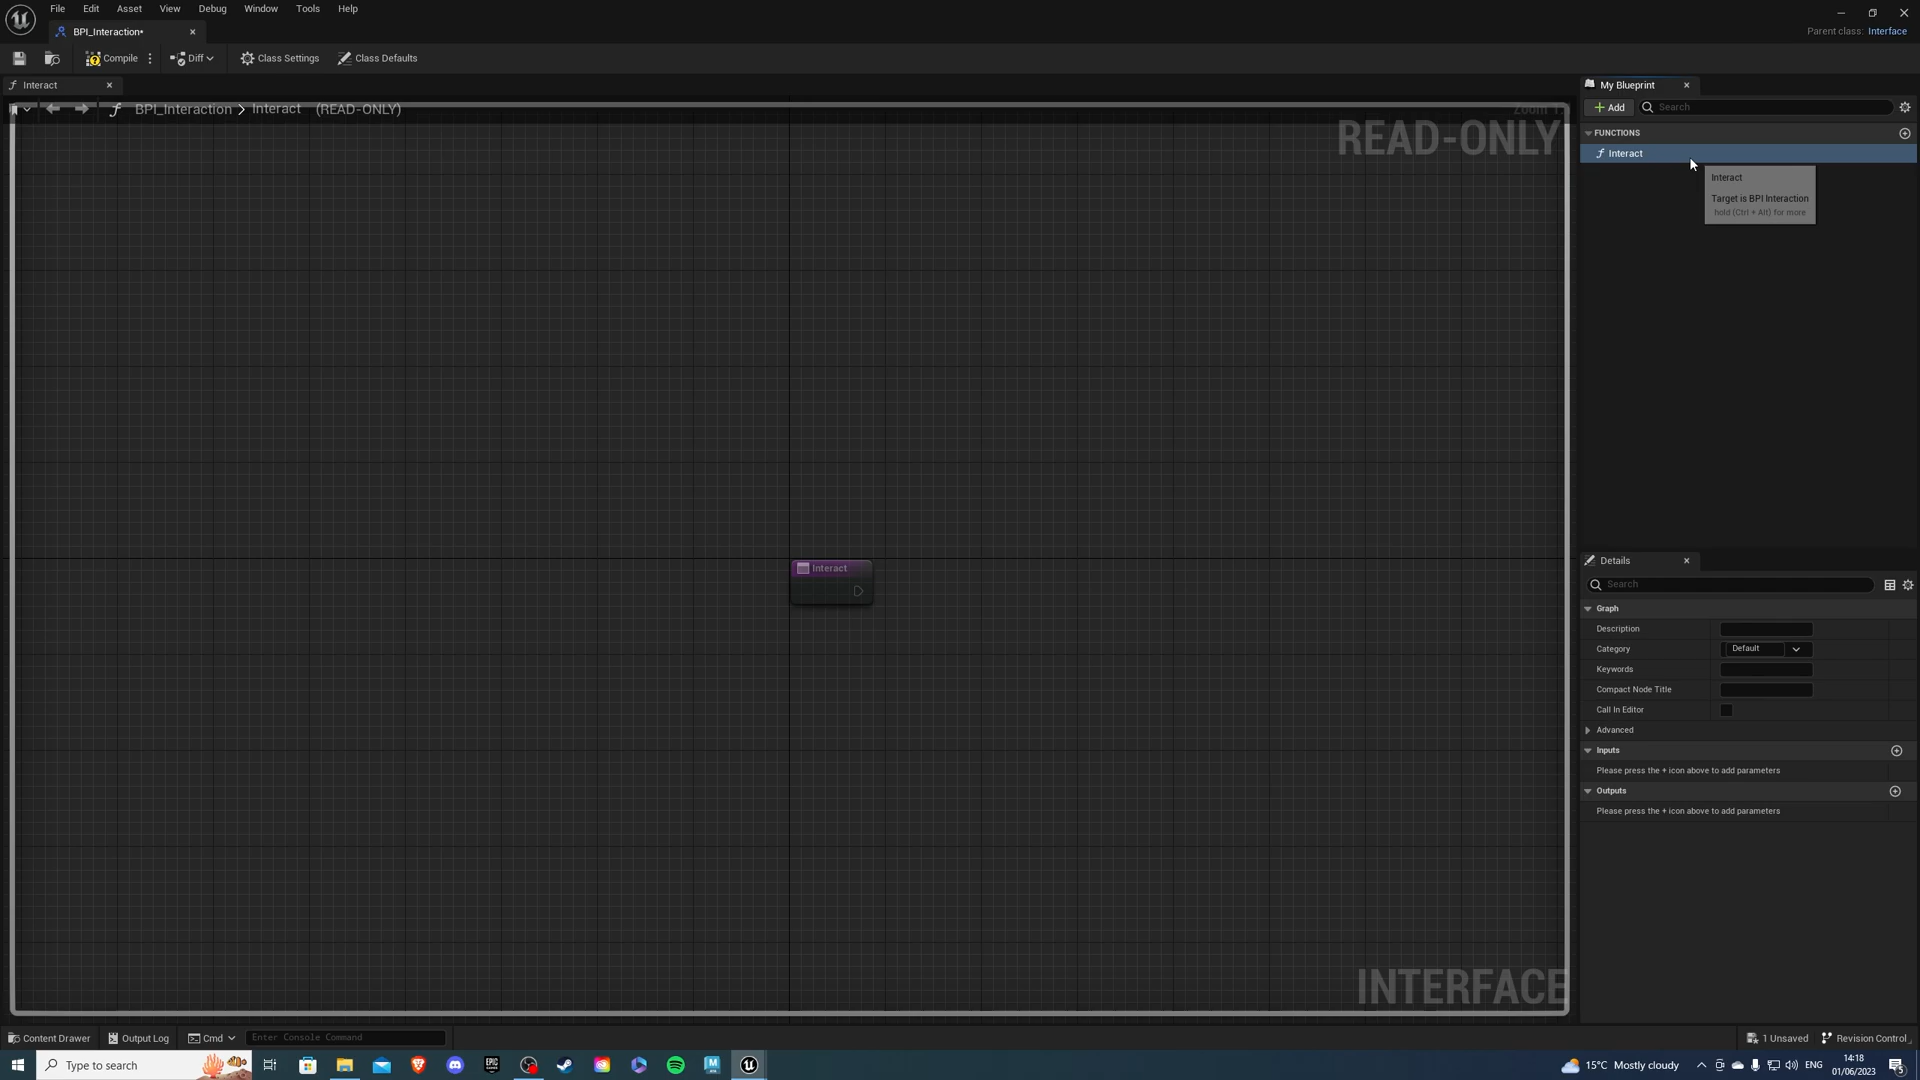 File Edit Asset View Window Debug Tools Help
BPI_Interaction*
Parent class: Interface
Compile Diff Class Settings Class Defaults
Interact
My Blueprint
BPI_Interaction > Interact (READ-ONLY)
READ-ONLY
+ Add Search
FUNCTIONS
Interact
Interact
Target is BPI Interaction
hold (Ctrl + Alt) for more
Interact
Details
Search
Graph
Description
Category Default
Keywords
Compact Node Title
Call In Editor
Advanced
Inputs
Please press the + icon above to add parameters
Outputs
Please press the + icon above to add parameters
INTERFACE
Content Drawer Output Log Cmd Enter Console Command 1 Unsaved Revision Control
Type to search
EPIC
M
15°C Mostly cloudy ENG
14:18
01/06/2023
5